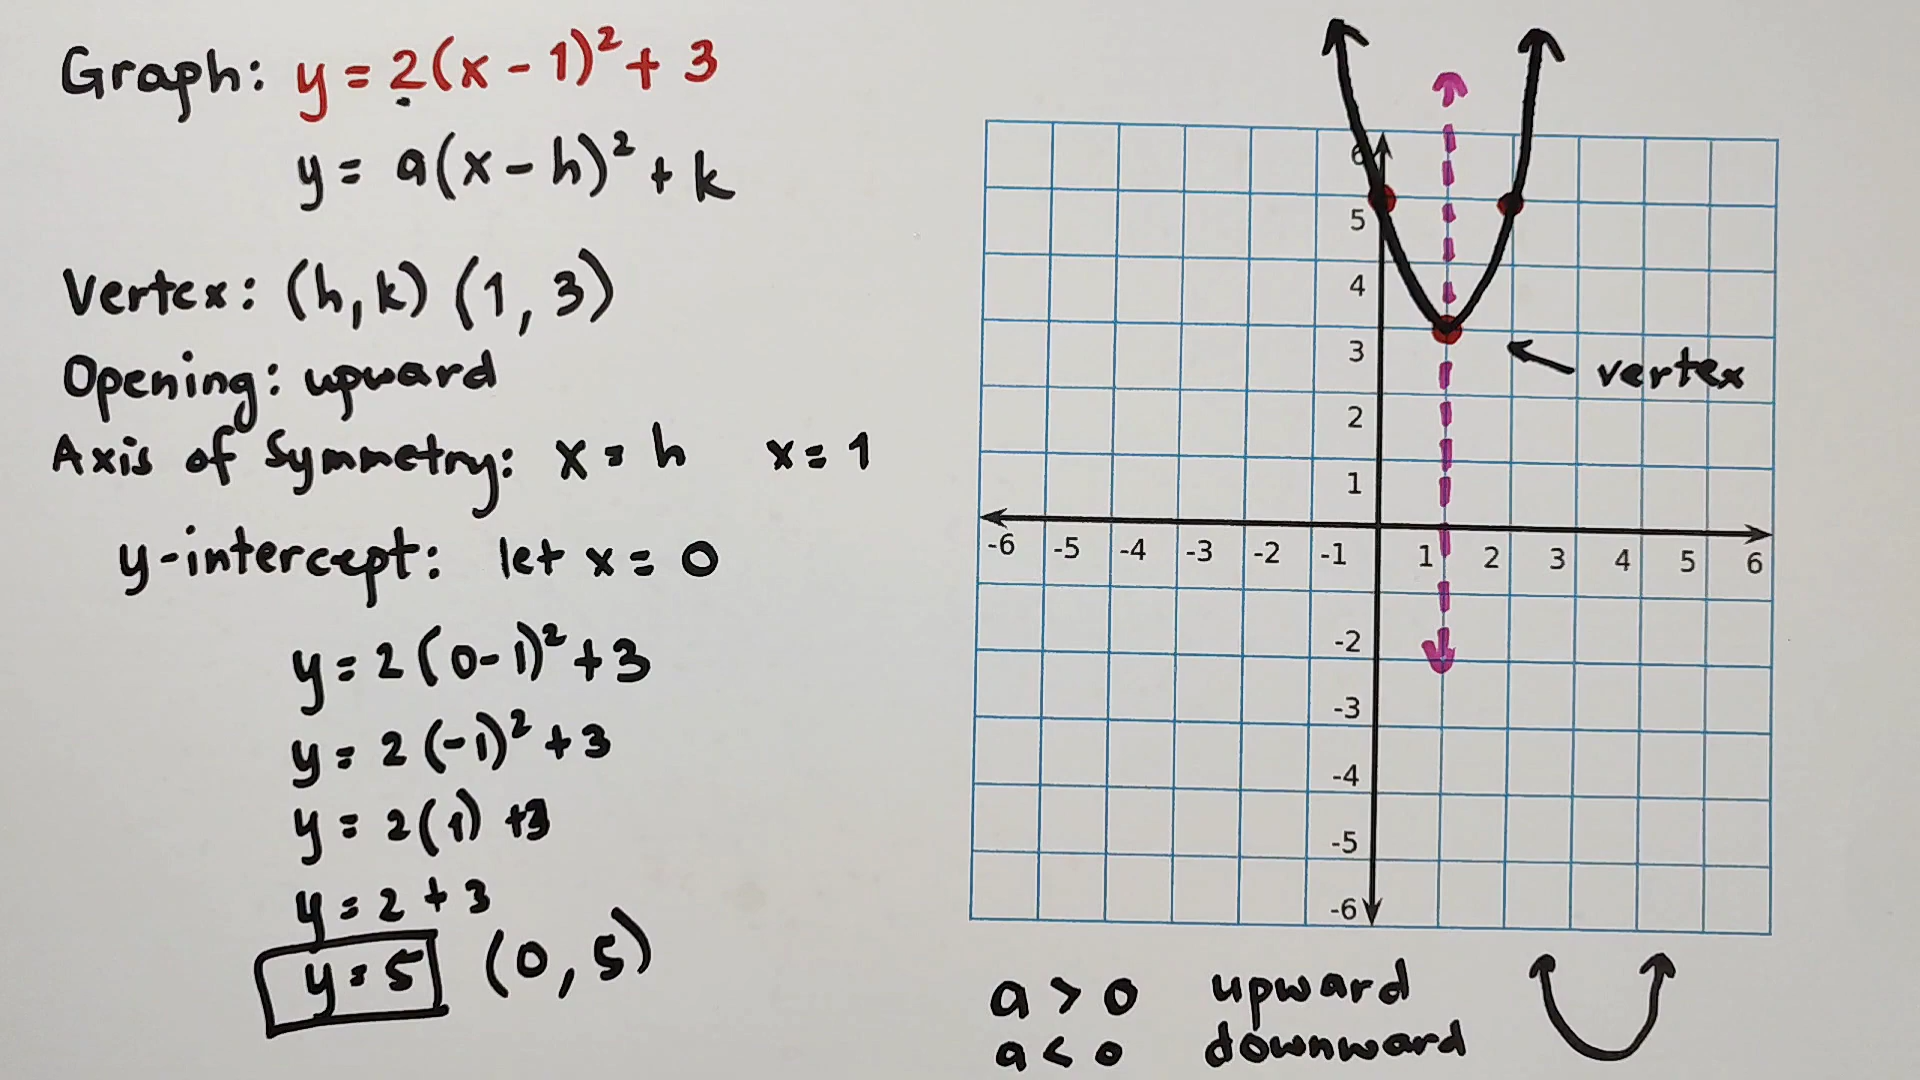 Graph: y = 2(x - 1)² + 3
y = a(x - h)² + k
Vertex: (h, k) (1, 3)
Opening: upward
Axis of Symmetry: x = h x = 1
y-intercept: let x = 0
y = 2(0-1)² + 3
y = 2(-1)² + 3
y = 2(1) + 3
y = 2 + 3
y = 5 (0, 5)
6
5
4
3
2
1
-6 -5 -4 -3 -2 -1 1 2 3 4 5 6
-2
-3
-4
-5
-6
vertex
a > 0 upward
a < 0 downward